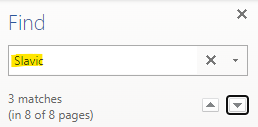 Find
Slavic
3 matches
(in 8 of 8 pages)